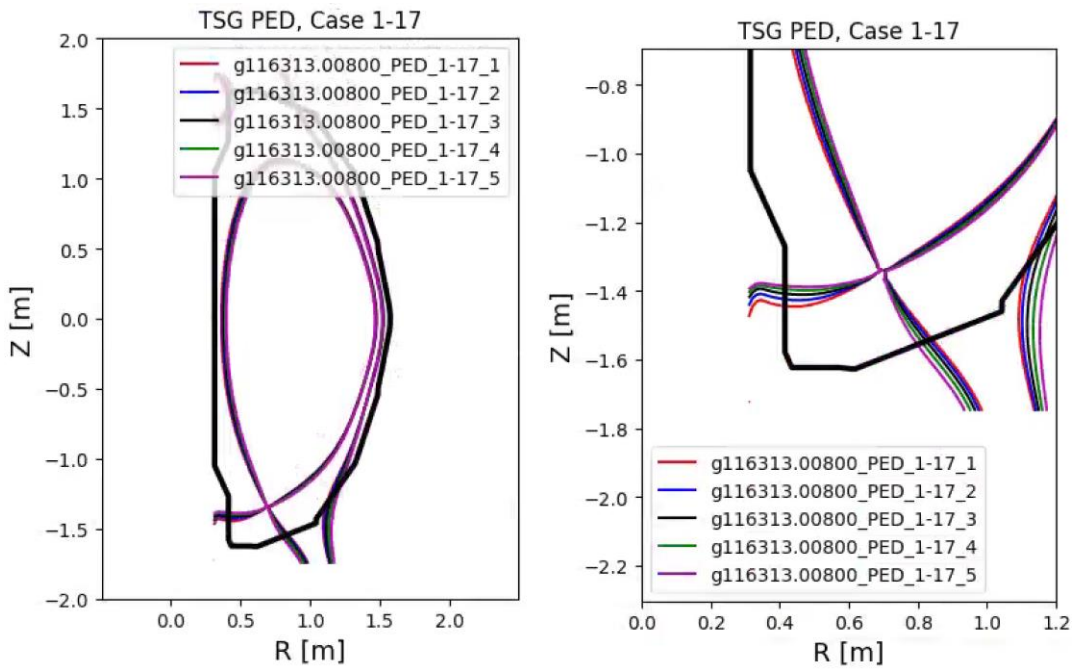 TSG PED, Case 1-17
2.0
1.5
1.0
0.5
0.0
−0.5
−1.0
−1.5
−2.0
Z [m]
g116313.00800_PED_1-17_1
g116313.00800_PED_1-17_2
g116313.00800_PED_1-17_3
g116313.00800_PED_1-17_4
g116313.00800_PED_1-17_5
0.0 0.5 1.0 1.5 2.0
R [m]
TSG PED, Case 1-17
−0.8
−1.0
−1.2
−1.4
−1.6
−1.8
−2.0
−2.2
Z [m]
g116313.00800_PED_1-17_1
g116313.00800_PED_1-17_2
g116313.00800_PED_1-17_3
g116313.00800_PED_1-17_4
g116313.00800_PED_1-17_5
0.0 0.2 0.4 0.6 0.8 1.0 1.2
R [m]